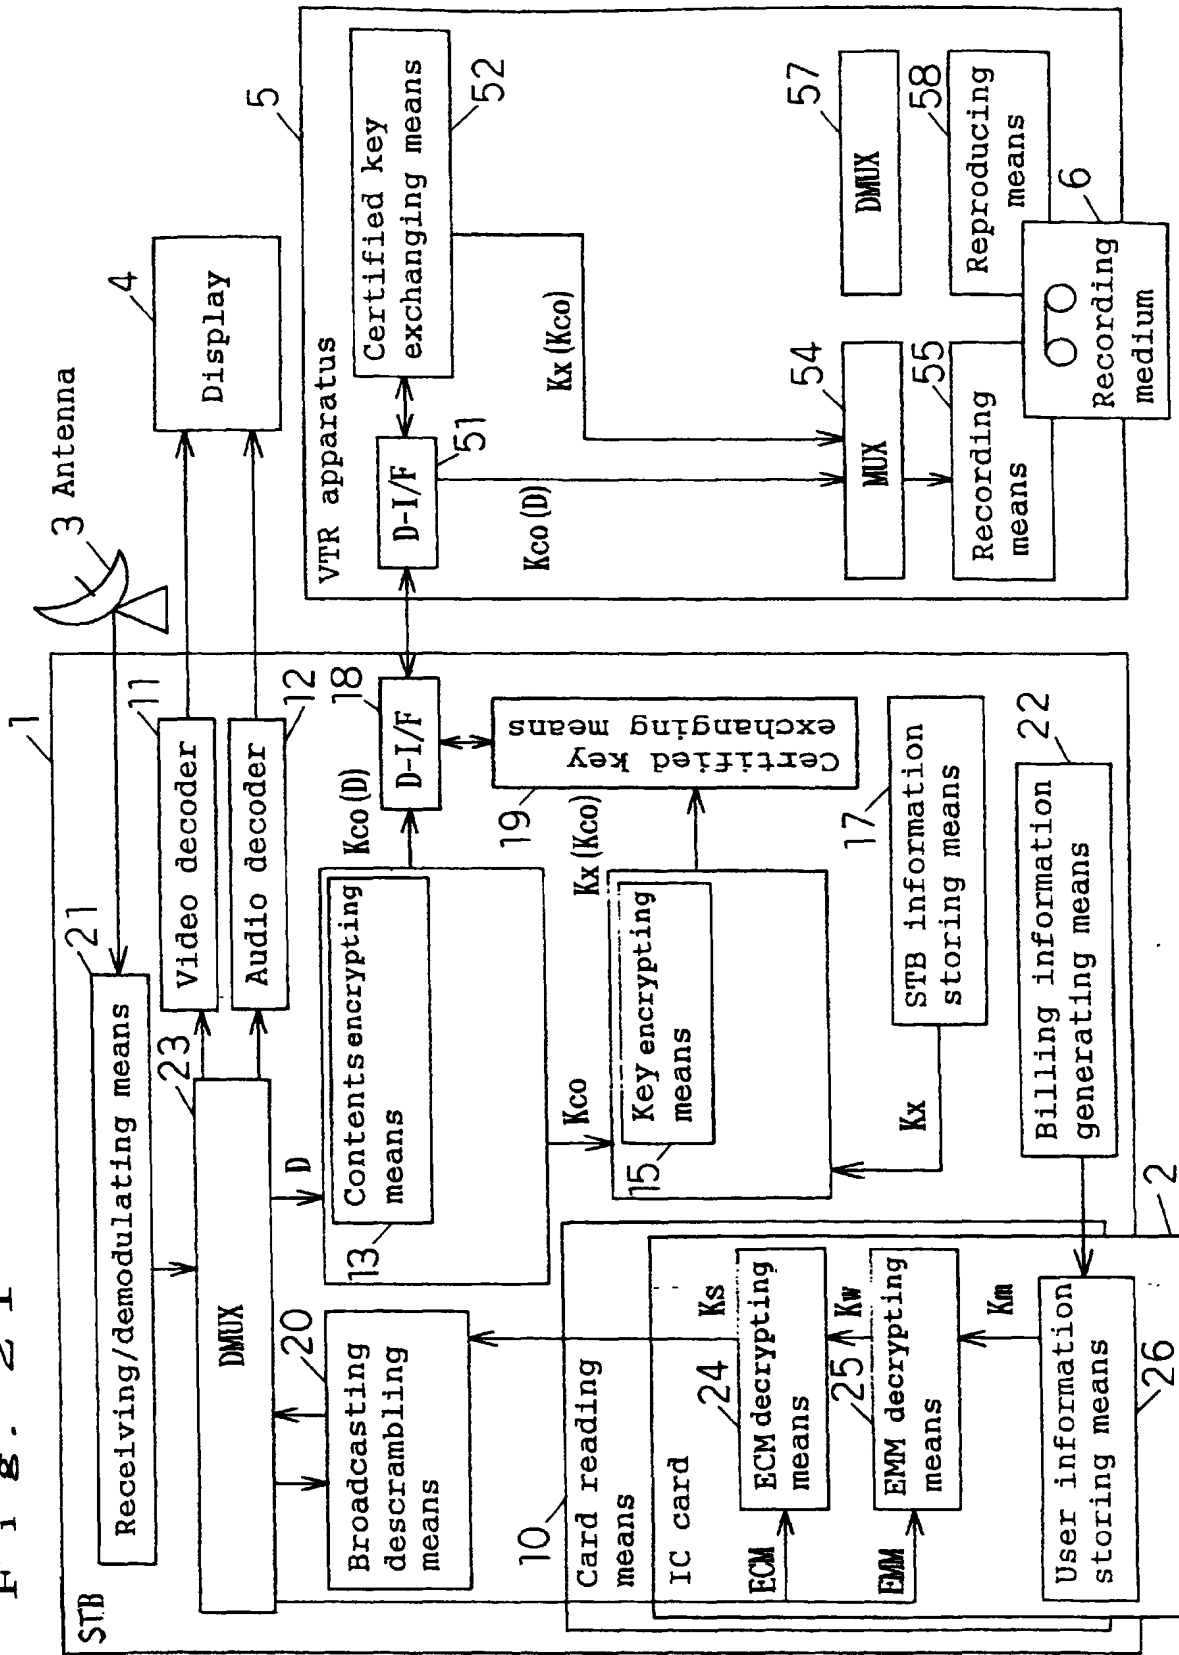 Fig. 21
STB
1
Receiving/demodulating means
21
3 Antenna
DMUX
23
Video decoder
11
Audio decoder
12
4
Display
D
Broadcasting
descrambling
means
20
Contents encrypting
means
13
Kco(D)
D-I/F
18
Kco
Key encrypting
means
15
Kx(Kco)
19
Certified key
exchanging means
Kx
STB information
storing means
17
Billing information
generating means
22
10
Card reading
means
IC card
2
ECM
ECM decrypting
means
24
Ks
EMM
EMM decrypting
means
25
Kw
Km
User information
storing means
26
VTR apparatus
5
D-I/F
51
Certified key
exchanging means
52
Kco(D)
Kx(Kco)
MUX
54
DMUX
57
Recording
means
55
Reproducing
means
58
Recording
medium
6